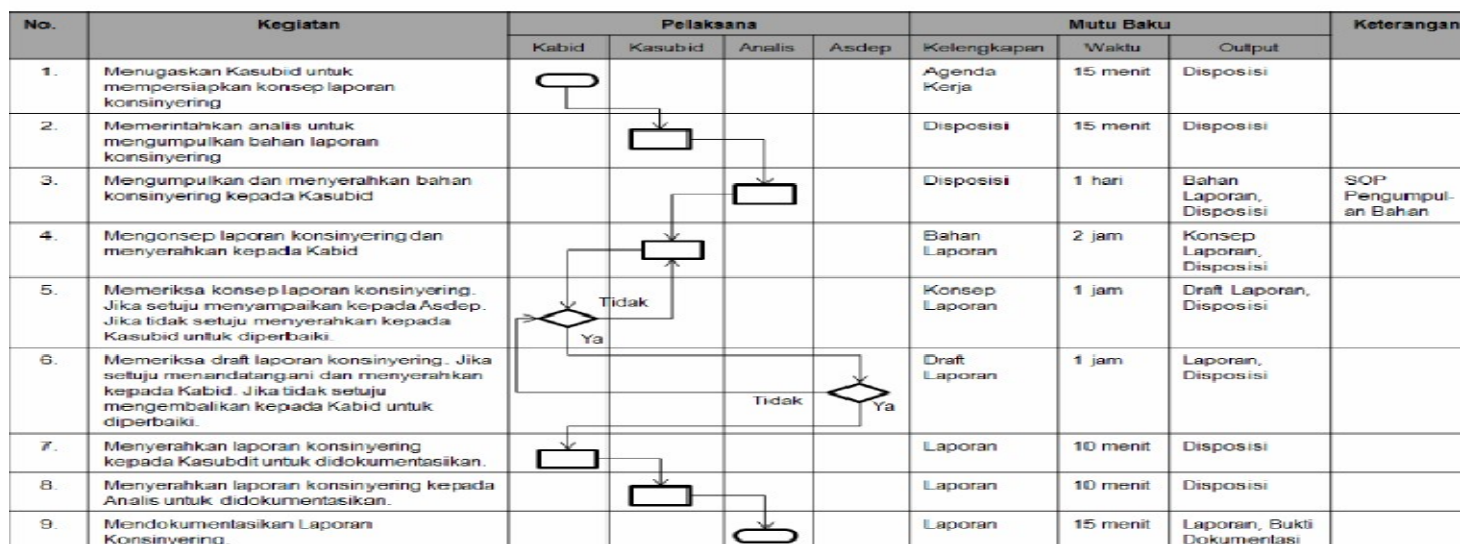 No. Kegiatan Pelaksana Mutu Baku Keterangan
Kabid Kasubid Analis Asdep Kelengkapan Waktu Output
1. Menugaskan Kasubid untuk
mempersiapkan konsep laporan
konsinyering
Agenda
Kerja
15 menit
Disposisi
2. Memerintahkan analis untuk
mengumpulkan bahan laporan
konsinyering
Disposisi
15 menit
Disposisi
3. Mengumpulkan dan menyerahkan bahan
konsinyering kepada Kasubid
Disposisi
1 hari
Bahan
Laporan,
Disposisi
SOP
Pengumpul-
an Bahan
4. Mengonsep laporan konsinyering dan
menyerahkan kepada Kabid
Bahan
Laporan
2 jam
Konsep
Laporan,
Disposisi
5. Memeriksa konsep laporan konsinyering.
Jika setuju menyampaikan kepada Asdep.
Jika tidak setuju menyerahkan kepada
Kasubid untuk diperbaiki.
Tidak
Ya
Konsep
Laporan
1 jam
Draft Laporan,
Disposisi
6. Memeriksa draft laporan konsinyering. Jika
setuju menandatangani dan menyerahkan
kepada Kabid. Jika tidak setuju
mengembalikan kepada Kabid untuk
diperbaiki.
Tidak
Ya
Draft
Laporan
1 jam
Laporan,
Disposisi
7. Menyerahkan laporan konsinyering
kepada Kasubdit untuk didokumentasiikan.
Laporan
10 menit
Disposisi
8. Menyerahkan laporan konsinyering kepada
Analis untuk didokumentasikan.
Laporan
10 menit
Disposisi
9. Mendokumentasikan Laporan
Konsinyering.
Laporan
15 menit
Laporan, Bukti
Dokumentasi